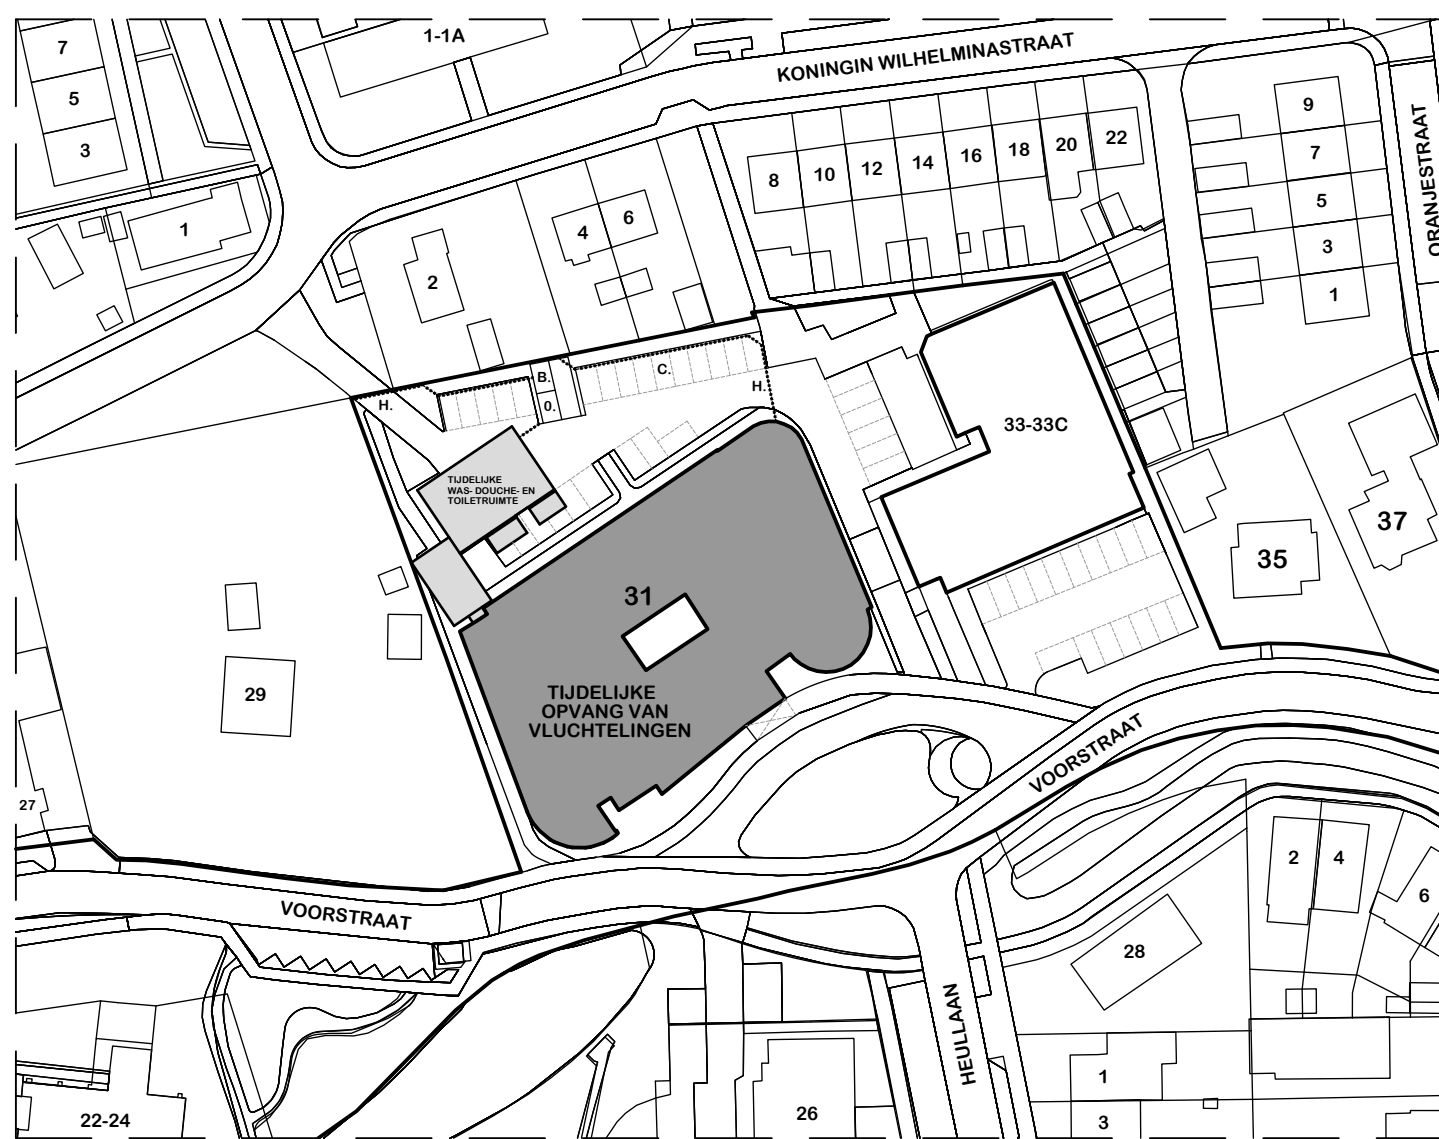 1-1A
KONINGIN WILHELMINASTRAAT
7
5
3
1
9
7
5
3
1
ORANJESTRAAT
8
10
12
14
16
18
20
22
4
6
2
B.
C.
H.
O.
H.
33-33C
TIJDELIJKE
WAS- DOUCHE- EN
TOILETRUIMTE
37
35
31
29
TIJDELIJKE
OPVANG VAN
VLUCHTELINGEN
VOORSTRAAT
27
2
4
6
VOORSTRAAT
28
HEULLAAN
1
3
22-24
26